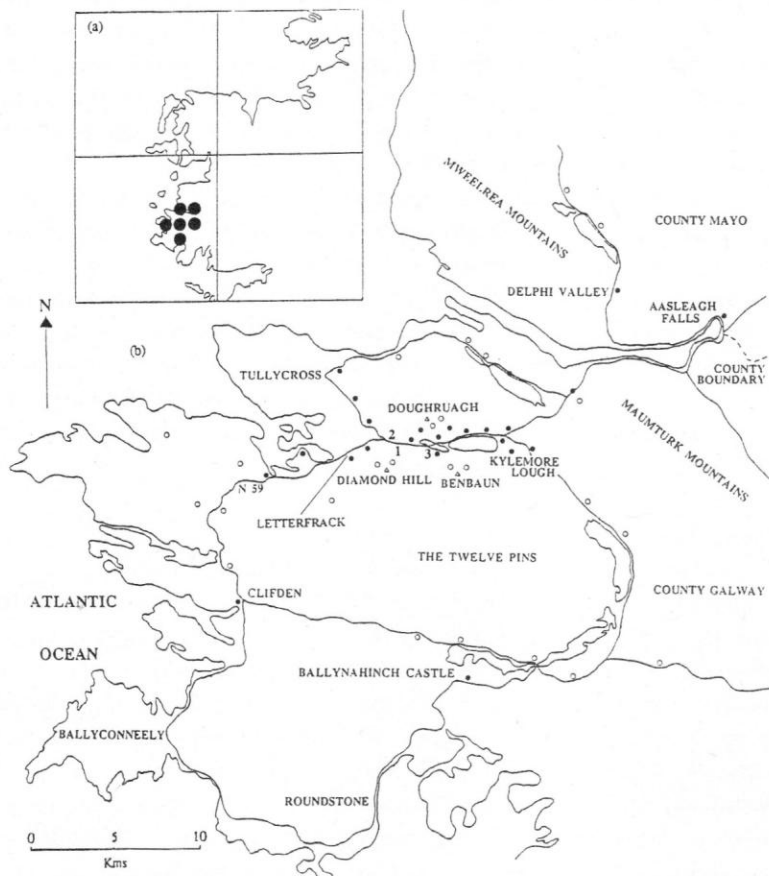 (a)
MWEELREA MOUNTAINS
COUNTY MAYO
DELPHI VALLEY
AASLEAGH
FALLS
N
(b)
COUNTY
BOUNDARY
TULLYCROSS
DOUGHRUAGH
MAUMTURK MOUNTAINS
2
1
3
KYLEMORE
LOUGH
N 59
DIAMOND HILL
BENBAUN
LETTERFRACK
THE TWELVE PINS
COUNTY GALWAY
ATLANTIC
OCEAN
CLIFDEN
BALLYNAHINCH CASTLE
BALLYCONNEELY
ROUNDSTONE
0 5 10
Kms